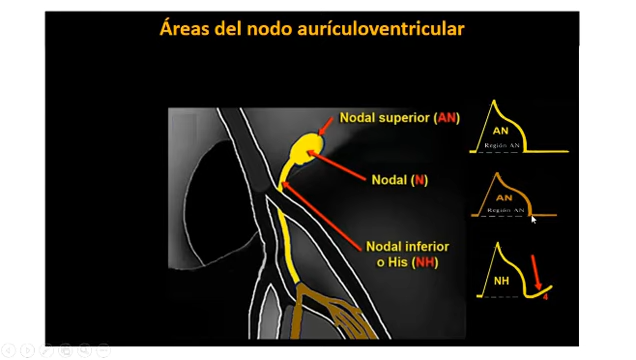 Áreas del nodo aurículoventricular
Nodal superior (AN)
Nodal (N)
Nodal inferior
o His (NH)
AN
Región AN
AN
Región AN
NH
4